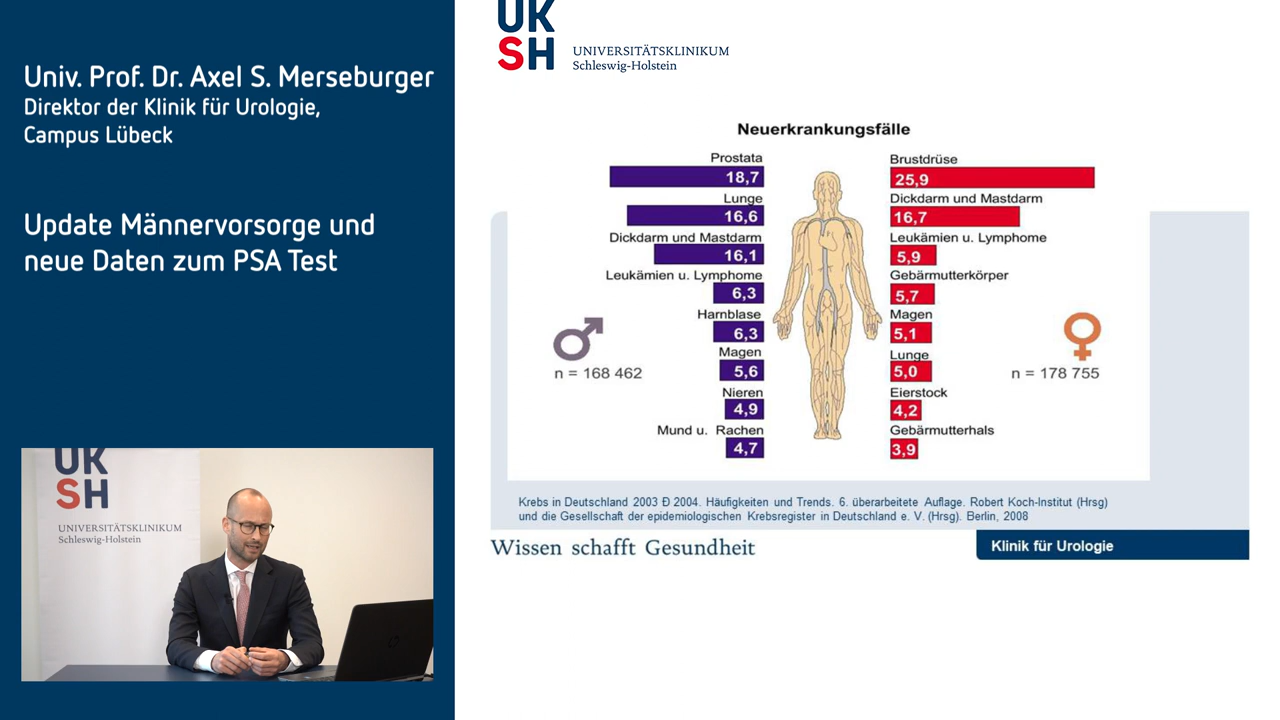 Univ. Prof. Dr. Axel S. Merseburger
Direktor der Klinik für Urologie,
Campus Lübeck
Update Männervorsorge und
neue Daten zum PSA Test
UK
SH
UNIVERSITÄTSKLINIKUM
Schleswig-Holstein
UK
SH
UNIVERSITÄTSKLINIKUM
Schleswig-Holstein
Neuerkrankungsfälle
Prostata
18,7
Lunge
16,6
Dickdarm und Mastdarm
16,1
Leukämien u. Lymphome
6,3
Harnblase
6,3
Magen
5,6
Nieren
4,9
Mund u. Rachen
4,7
n = 168 462
Brustdrüse
25,9
Dickdarm und Mastdarm
16,7
Leukämien u. Lymphome
5,9
Gebärmutterkörper
5,7
Magen
5,1
Lunge
5,0
Eierstock
4,2
Gebärmutterhals
3,9
n = 178 755
Krebs in Deutschland 2003 Ð 2004. Häufigkeiten und Trends. 6. überarbeitete Auflage. Robert Koch-Institut (Hrsg)
und die Gesellschaft der epidemiologischen Krebsregister in Deutschland e. V. (Hrsg). Berlin, 2008
Wissen schafft Gesundheit
Klinik für Urologie